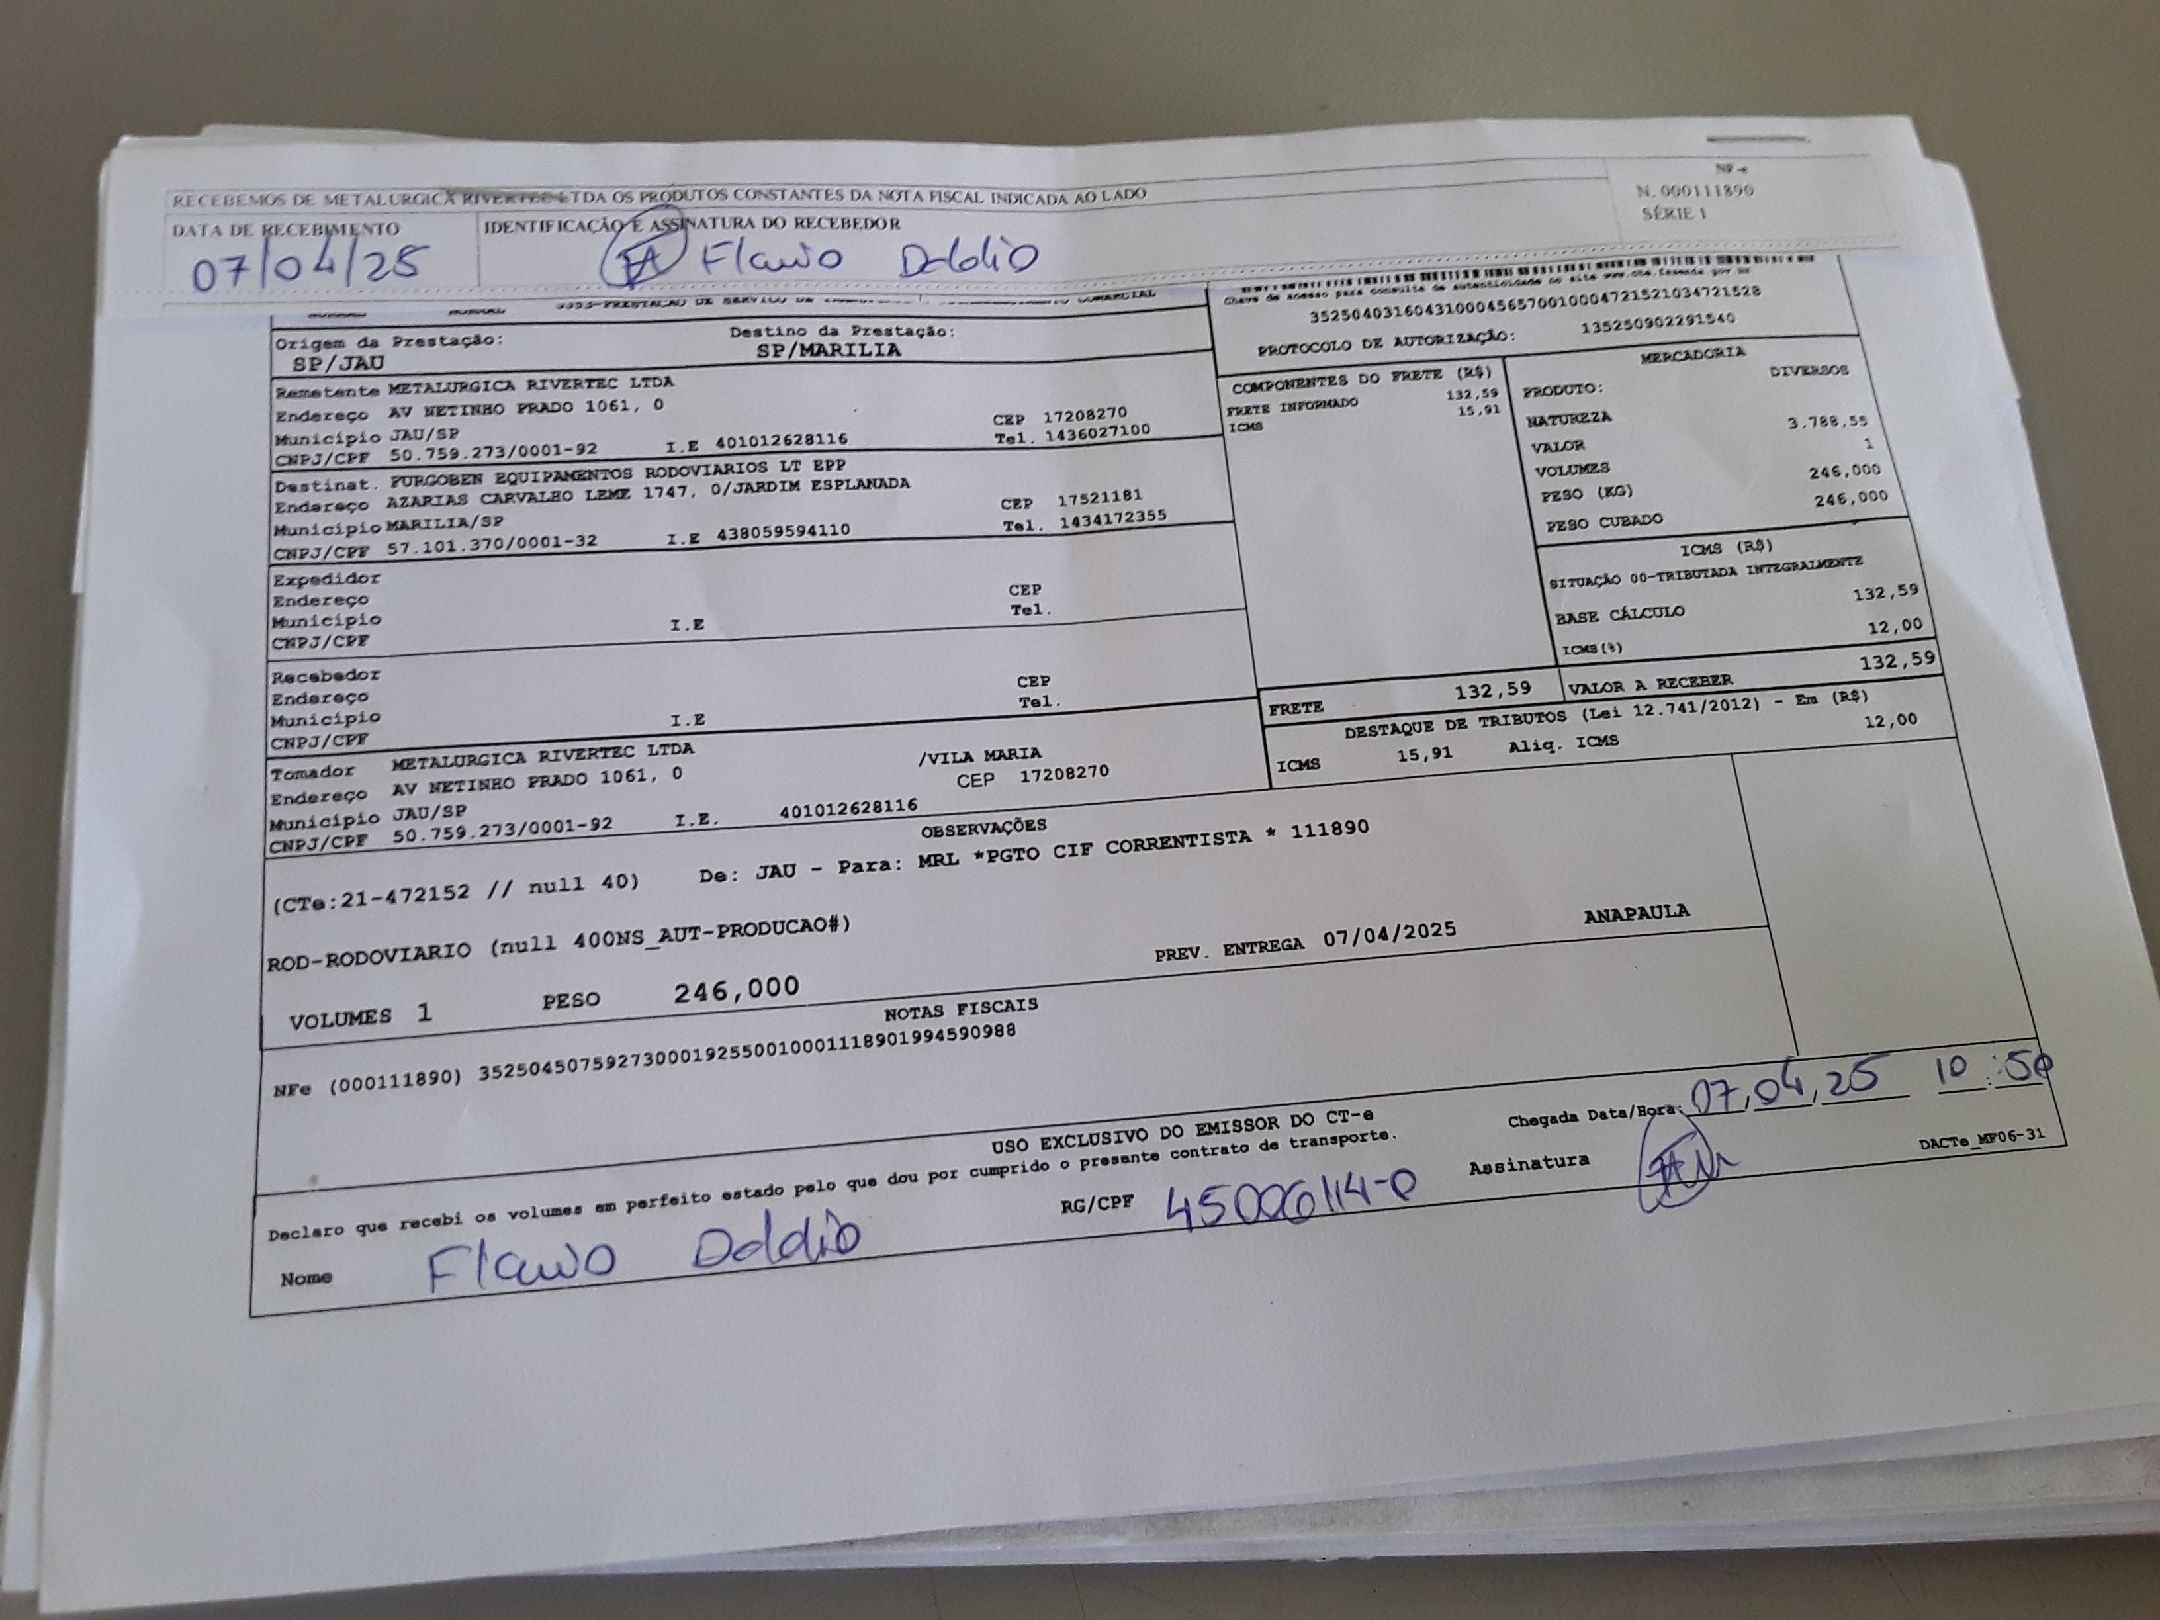 RECEBEMOS DE METALURGICA RIVERTEC LTDA OS PRODUTOS CONSTANTES DA NOTA FISCAL INDICADA AO LADO
NF-e
N. 000111890
SÉRIE 1
DATA DE RECEBIMENTO
07/04/25
IDENTIFICAÇÃO E ASSINATURA DO RECEBEDOR
Flavio Daddio
Chave de acesso para consulta de autenticidade no site www.cte.fazenda.gov.br
35250403160431000456570010004721521034721528
PROTOCOLO DE AUTORIZAÇÃO: 135250902291540
Origem da Prestação: Destino da Prestação:
SP/JAU SP/MARILIA
Remetente METALURGICA RIVERTEC LTDA
Endereço AV NETINHO PRADO 1061, 0 CEP 17208270
Município JAU/SP Tel. 1436027100
CNPJ/CPF 50.759.273/0001-92 I.E 401012628116
Destinat. FURGOBEN EQUIPAMENTOS RODOVIARIOS LT EPP
Endereço AZARIAS CARVALHO LEME 1747, 0/JARDIM ESPLANADA CEP 17521181
Município MARILIA/SP Tel. 1434172355
CNPJ/CPF 57.101.370/0001-32 I.E 438059594110
Expedidor
Endereço CEP
Município Tel.
CNPJ/CPF I.E
Recebedor
Endereço CEP
Município Tel.
CNPJ/CPF I.E
Tomador METALURGICA RIVERTEC LTDA
Endereço AV NETINHO PRADO 1061, 0 /VILA MARIA
Município JAU/SP CEP 17208270
CNPJ/CPF 50.759.273/0001-92 I.E. 401012628116
COMPONENTES DO FRETE (R$)
FRETE INFORMADO 132,59
ICMS 15,91
MERCADORIA
PRODUTO: DIVERSOS
NATUREZA
VALOR 3.788,55
VOLUMES 1
PESO (KG) 246,000
PESO CUBADO 246,000
ICMS (R$)
SITUAÇÃO 00-TRIBUTADA INTEGRALMENTE
BASE CÁLCULO 132,59
ICMS(%) 12,00
FRETE 132,59 VALOR A RECEBER 132,59
DESTAQUE DE TRIBUTOS (Lei 12.741/2012) - Em (R$)
ICMS 15,91 Aliq. ICMS 12,00
OBSERVAÇÕES
(CTe:21-472152 // null 40) De: JAU - Para: MRL *PGTO CIF CORRENTISTA * 111890
ROD-RODOVIARIO (null 400NS_AUT-PRODUCAO#)
PREV. ENTREGA 07/04/2025 ANAPAULA
VOLUMES 1 PESO 246,000
NOTAS FISCAIS
NFe (000111890) 35250450759273000192550010001118901994590988
USO EXCLUSIVO DO EMISSOR DO CT-e
Declaro que recebi os volumes em perfeito estado pelo que dou por cumprido o presente contrato de transporte.
Chegada Data/Hora: 07,04,25 10:50
Nome Flavio Daddio RG/CPF 45006114-0 Assinatura
DACTe_MF06-31